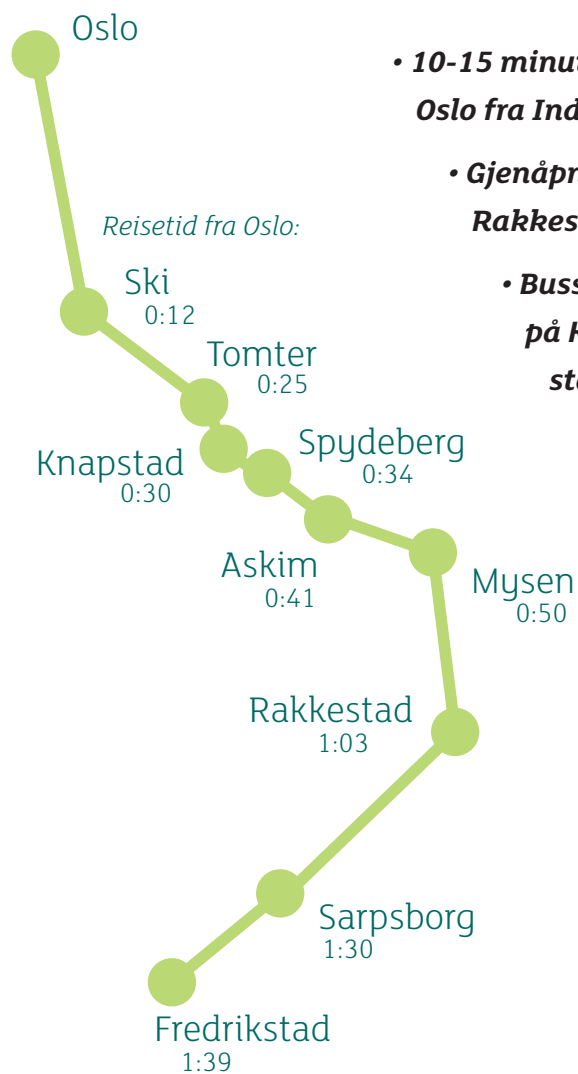 Oslo
• 10-15 minut
Oslo fra Ind
• Gjenåpn
Rakkes
• Buss
på K
sta
Reisetid fra Oslo:
Ski
0:12
Tomter
0:25
Knapstad
0:30
Spydeberg
0:34
Askim
0:41
Mysen
0:50
Rakkestad
1:03
Sarpsborg
1:30
Fredrikstad
1:39